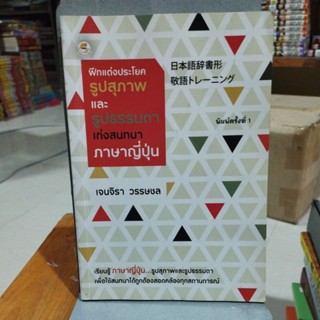 ฝึกแต่งประโยค
รูปสุภาพ
และ
รูปธรรมดา
เก่งสนทนา
ภาษาญี่ปุ่น
日本語辞書形
敬語トレーニング
พิมพ์ครั้งที่ 1
เจนจิรา วรรษชล
เรียนรู้ ภาษาญี่ปุ่น...รูปสุภาพและรูปธรรมดา
เพื่อใช้สนทนาได้ถูกต้องสอดคล้องทุกสถานการณ์